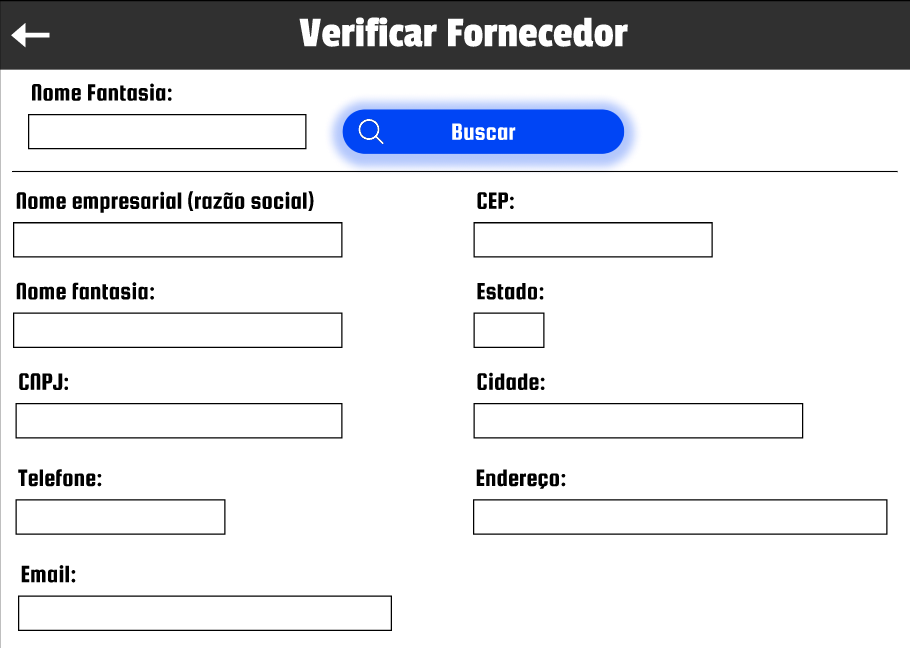 Verificar Fornecedor
Nome Fantasia:
Buscar
Nome empresarial (razão social)
CEP:
Nome fantasia:
Estado:
CNPJ:
Cidade:
Telefone:
Endereço:
Email: